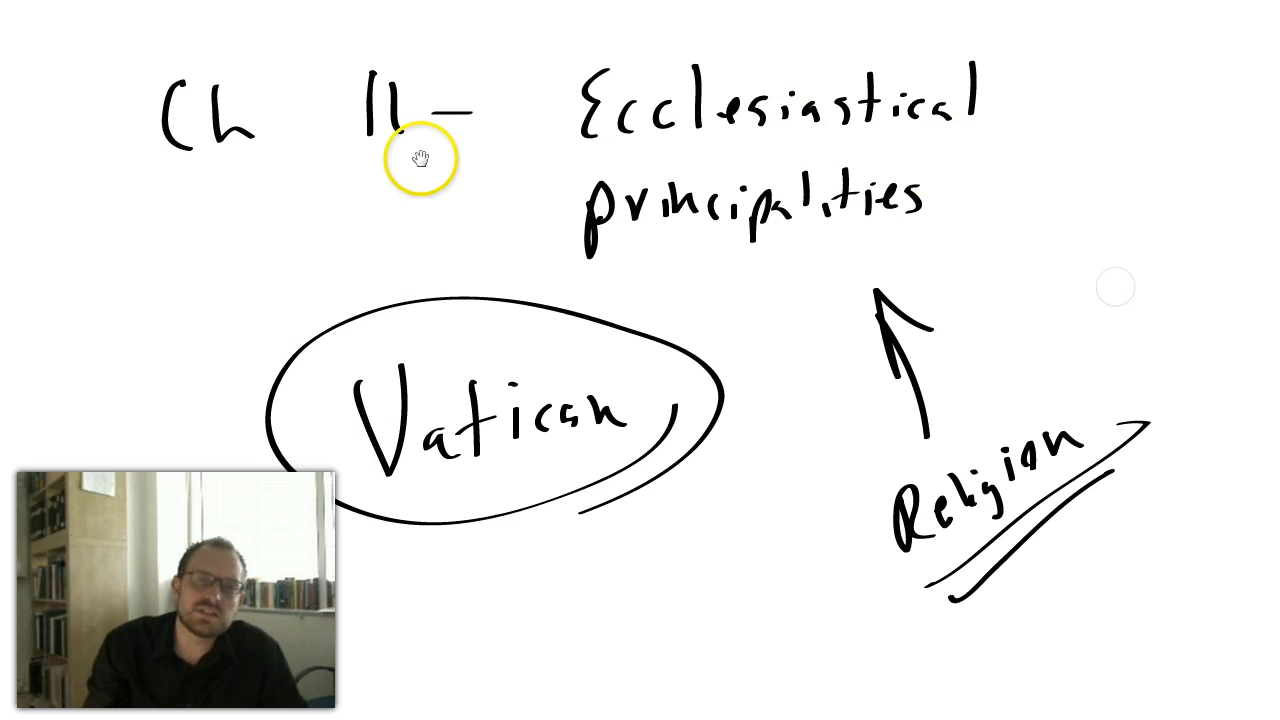 Ch 11 - Ecclesiastical
principalities
Vatican
Religion